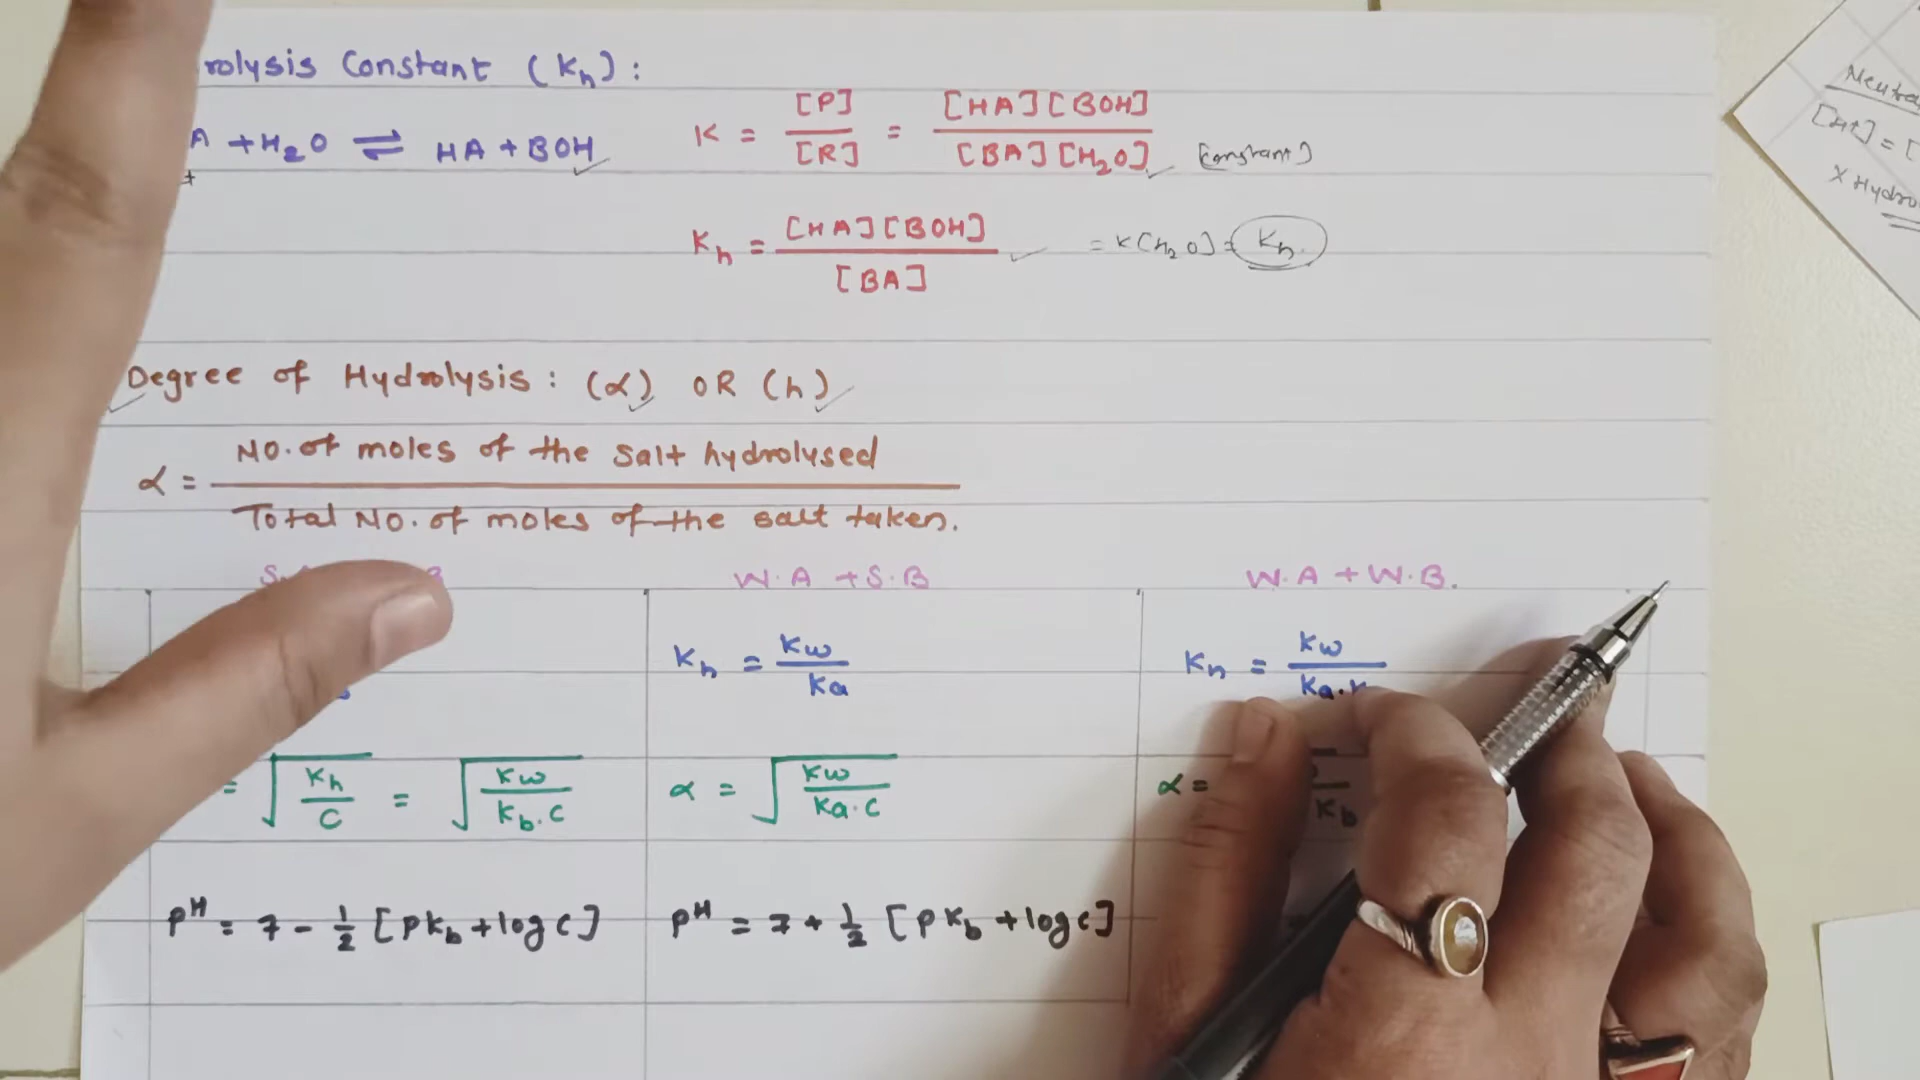 rolysis Constant (Kh):
A + H2O ⇌ HA + BOH
K = [P]/[R] = [HA][BOH]/[BA][H2O] [constant]
Kh = [HA][BOH]/[BA] = K[H2O] = Kh.
Degree of Hydrolysis: (α) OR (h)
α = No. of moles of the salt hydrolysed / Total No. of moles of the salt taken.
W.A + S.B
W.A + W.B.
Kh = Kw/Ka
Kh = Kw/Ka.
= √(Kh/C) = √(Kw/Kb.C)
α = √(Kw/Ka.C)
α = Kb
pH = 7 - 1/2 [pKb + log c]
pH = 7 + 1/2 [pKb + log c]
[H+] = [
X Hydro